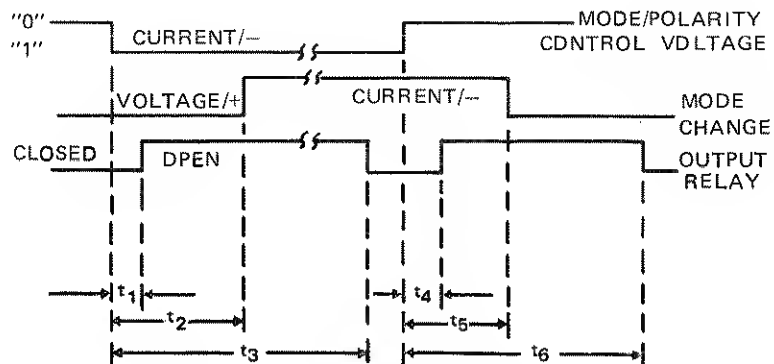 "0"
"1"
CURRENT/−
MODE/POLARITY
CDNTROL VDLTAGE
VOLTAGE/+
CURRENT/−
MODE
CHANGE
CLOSED
DPEN
OUTPUT
RELAY
t1
t4
t2
t5
t3
t6